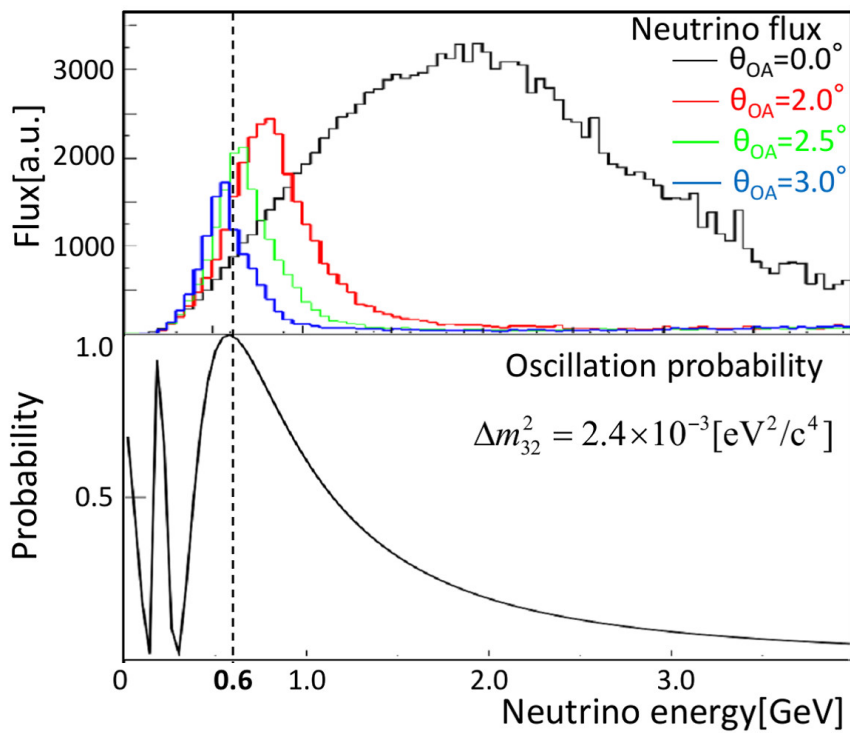 Neutrino flux
θOA=0.0°
θOA=2.0°
θOA=2.5°
θOA=3.0°
Flux[a.u.]
3000
2000
1000
Oscillation probability
Δm²₃₂ = 2.4×10⁻³[eV²/c⁴]
Probability
1.0
0.5
0
0.6
1.0
2.0
3.0
Neutrino energy[GeV]